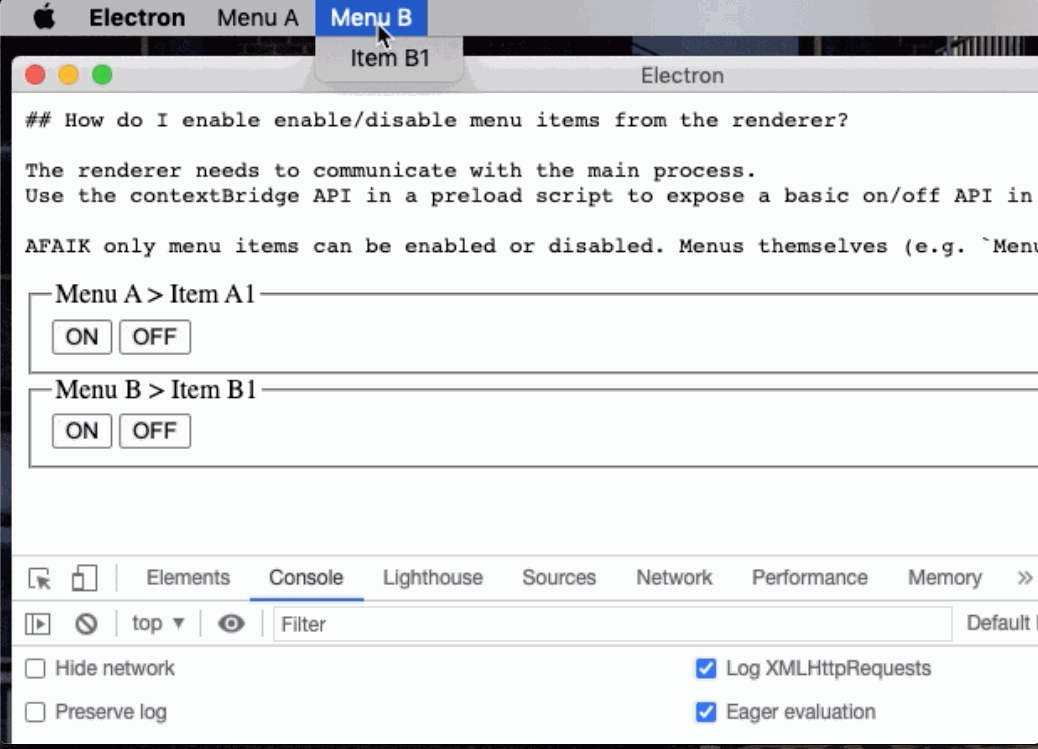 Electron Menu A Menu B
Item B1
Electron
## How do I enable enable/disable menu items from the renderer?
The renderer needs to communicate with the main process.
Use the contextBridge API in a preload script to expose a basic on/off API in
AFAIK only menu items can be enabled or disabled. Menus themselves (e.g. `Menu
Menu A > Item A1
ON OFF
Menu B > Item B1
ON OFF
Elements Console Lighthouse Sources Network Performance Memory »
top ▼ Filter Default
Hide network Log XMLHttpRequests
Preserve log Eager evaluation